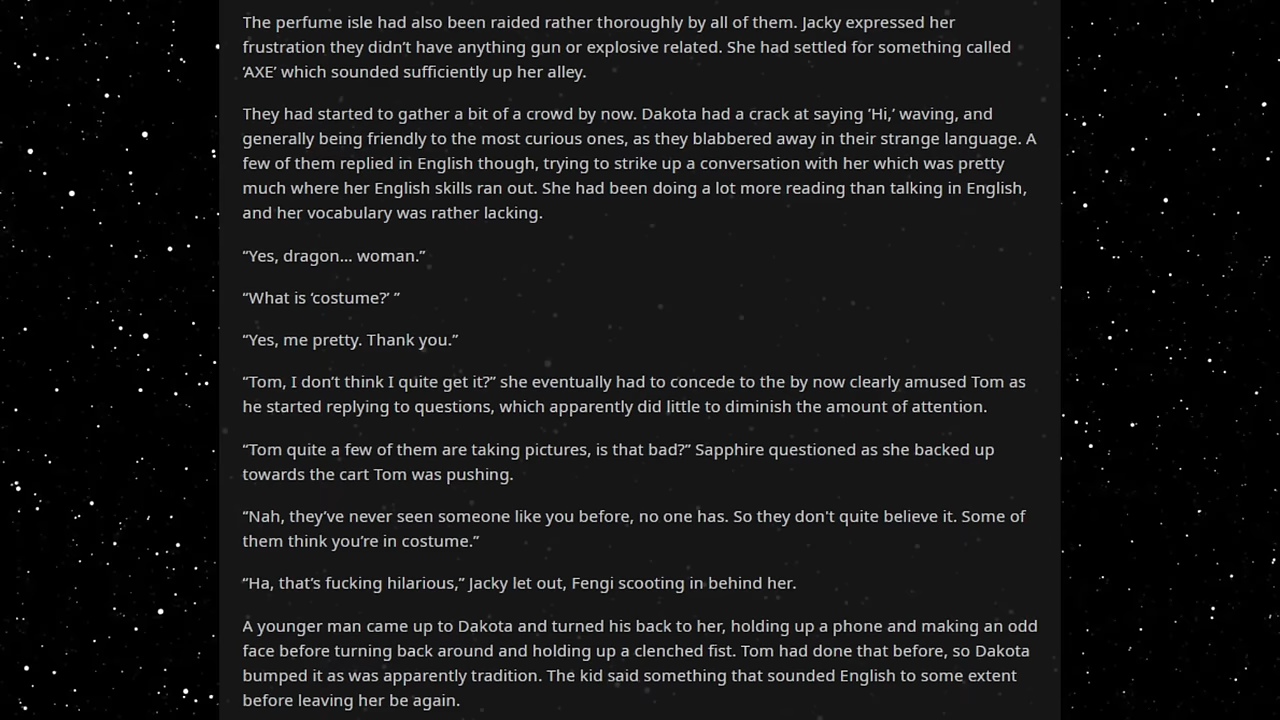 The perfume isle had also been raided rather thoroughly by all of them. Jacky expressed her
frustration they didn’t have anything gun or explosive related. She had settled for something called
‘AXE’ which sounded sufficiently up her alley.
They had started to gather a bit of a crowd by now. Dakota had a crack at saying ‘Hi,’ waving, and
generally being friendly to the most curious ones, as they blabbered away in their strange language. A
few of them replied in English though, trying to strike up a conversation with her which was pretty
much where her English skills ran out. She had been doing a lot more reading than talking in English,
and her vocabulary was rather lacking.
“Yes, dragon... woman.”
“What is ‘costume?’ ”
“Yes, me pretty. Thank you.”
“Tom, I don’t think I quite get it?” she eventually had to concede to the by now clearly amused Tom as
he started replying to questions, which apparently did little to diminish the amount of attention.
“Tom quite a few of them are taking pictures, is that bad?” Sapphire questioned as she backed up
towards the cart Tom was pushing.
“Nah, they’ve never seen someone like you before, no one has. So they don't quite believe it. Some of
them think you’re in costume.”
“Ha, that’s fucking hilarious,” Jacky let out, Fengi scooting in behind her.
A younger man came up to Dakota and turned his back to her, holding up a phone and making an odd
face before turning back around and holding up a clenched fist. Tom had done that before, so Dakota
bumped it as was apparently tradition. The kid said something that sounded English to some extent
before leaving her be again.